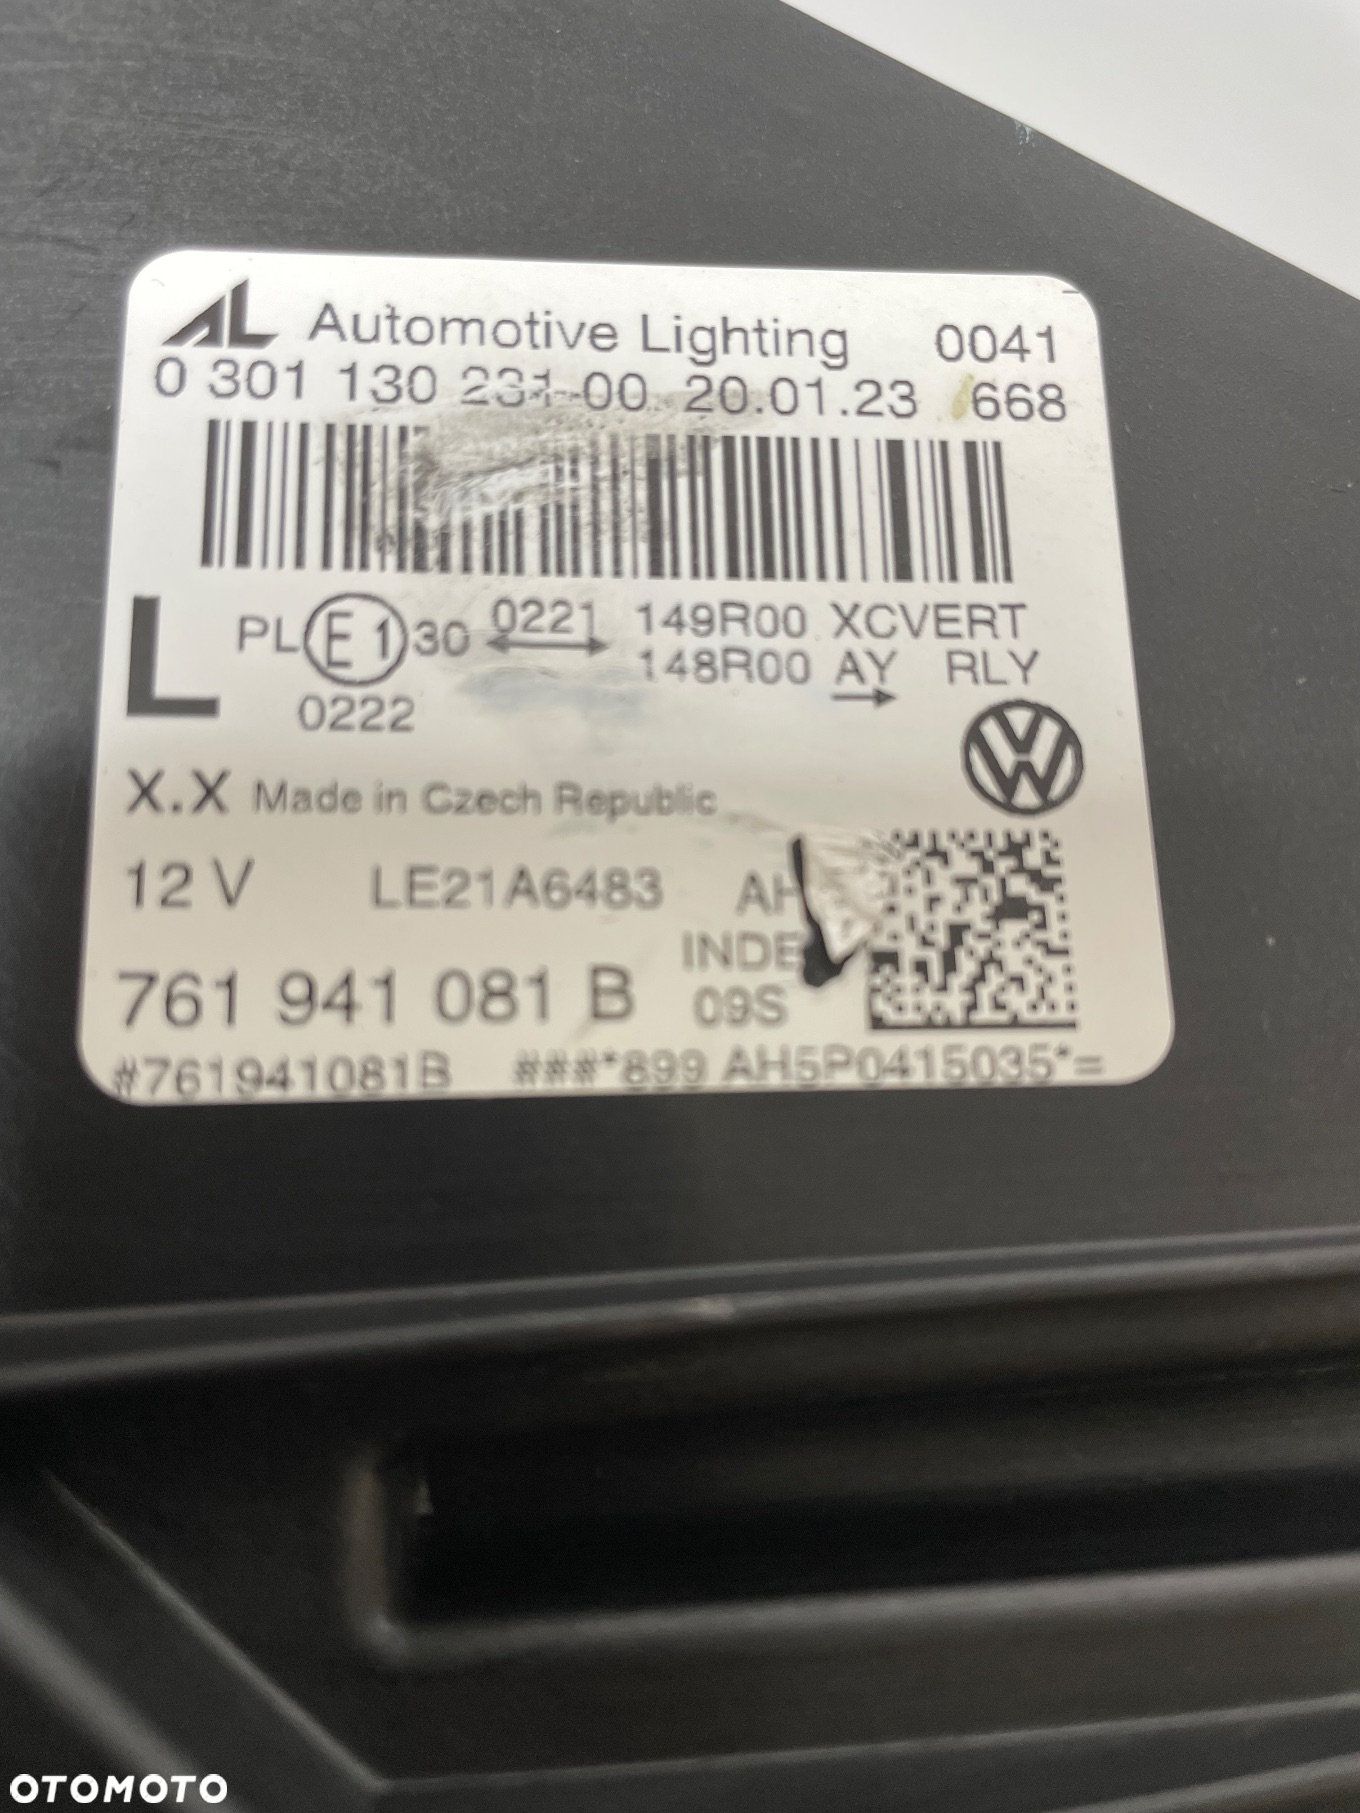 AL Automotive Lighting 0041
0 301 130 231-00 20.01.23 668
L PL E1 30 0221 149R00 XCVERT
148R00 AY RLY
0222
X.X Made in Czech Republic
12 V LE21A6483 AH
INDE
761 941 081 B 09S
#761941081B ###*899 AH5P0415035*=
OTOMOTO